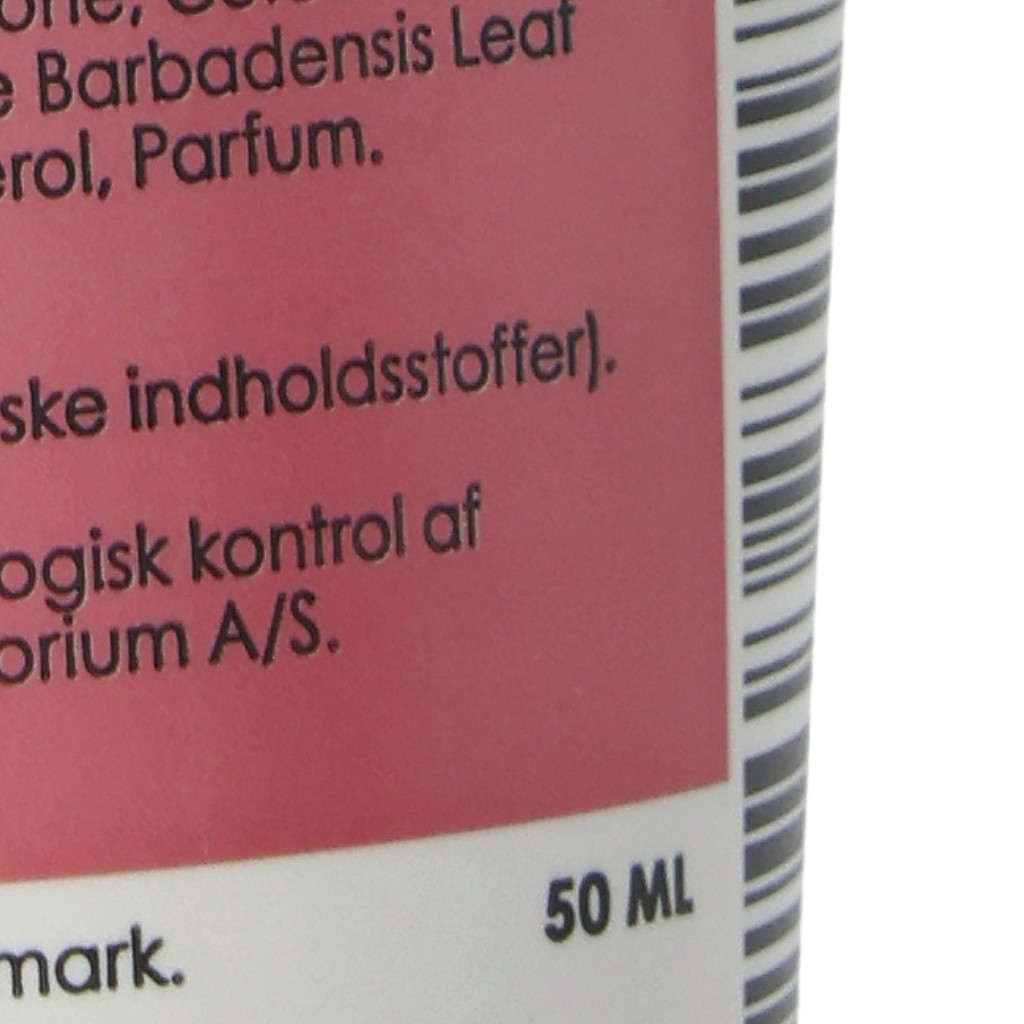 Barbadensis Leaf
erol, Parfum.
ske indholdsstoffer).
ogisk kontrol af
orium A/S.
50 ML
mark.